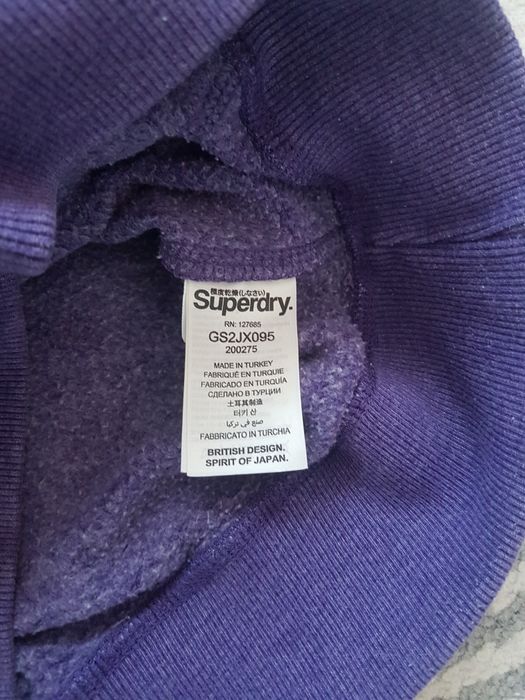 極度乾燥(しなさい)
Superdry.
RN: 127685
GS2JX095
200275
MADE IN TURKEY
FABRIQUÉ EN TURQUIE
FABRICADO EN TURQUÍA
СДЕЛАНО В ТУРЦИИ
土耳其制造
터키 산
صنع في تركيا
FABBRICATO IN TURCHIA
BRITISH DESIGN.
SPIRIT OF JAPAN.